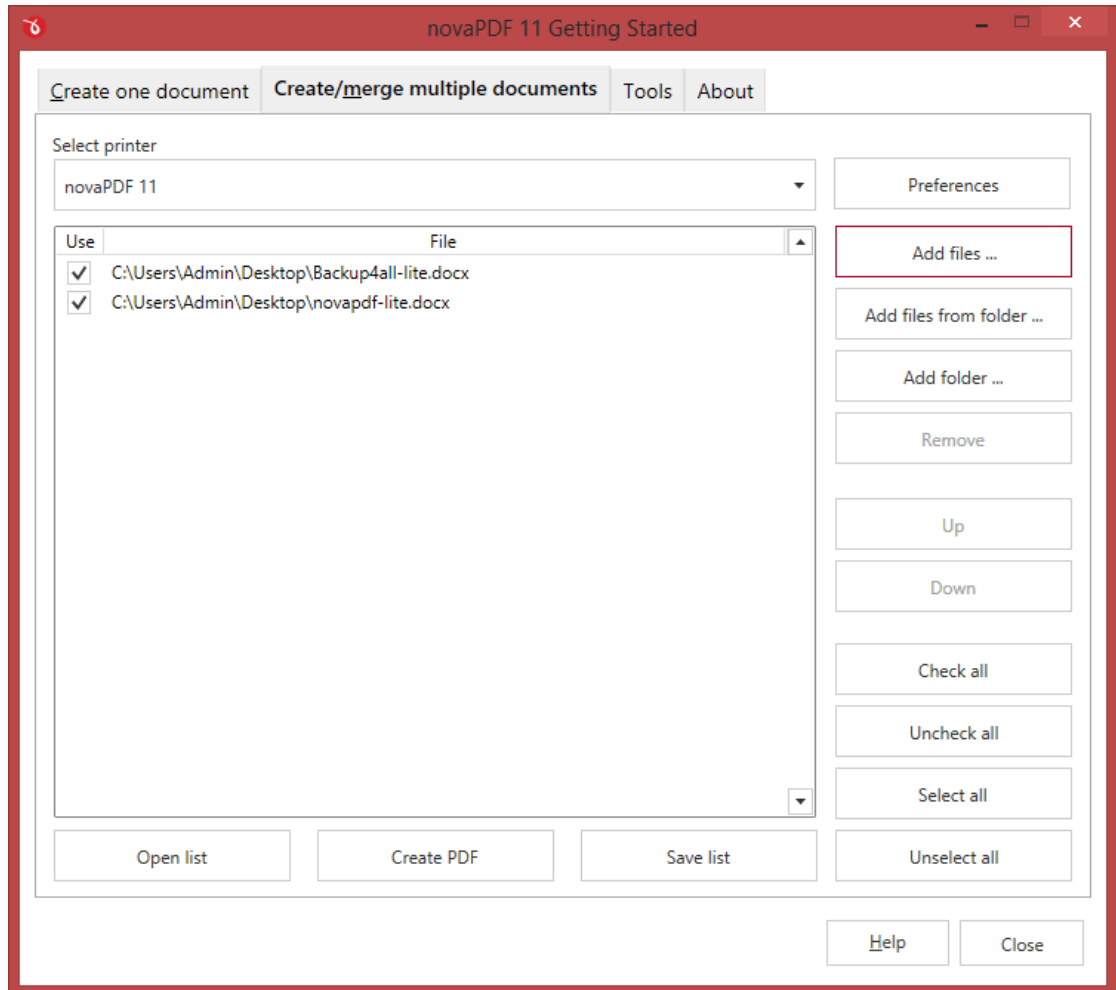 novaPDF 11 Getting Started
Create one document
Create/merge multiple documents
Tools
About
Select printer
novaPDF 11
Preferences
Use
File
C:\Users\Admin\Desktop\Backup4all-lite.docx
C:\Users\Admin\Desktop\novapdf-lite.docx
Add files ...
Add files from folder ...
Add folder ...
Remove
Up
Down
Check all
Uncheck all
Select all
Unselect all
Open list
Create PDF
Save list
Help
Close